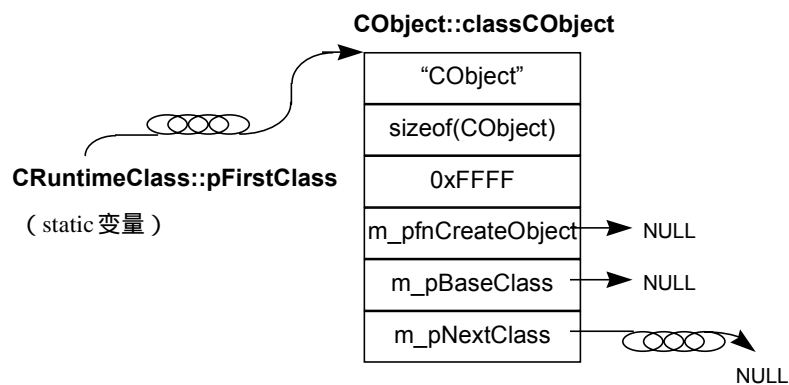 CObject::classCObject
“CObject”
sizeof(CObject)
CRuntimeClass::pFirstClass
（static 变量）
0xFFFF
m_pfnCreateObject
NULL
m_pBaseClass
NULL
m_pNextClass
NULL